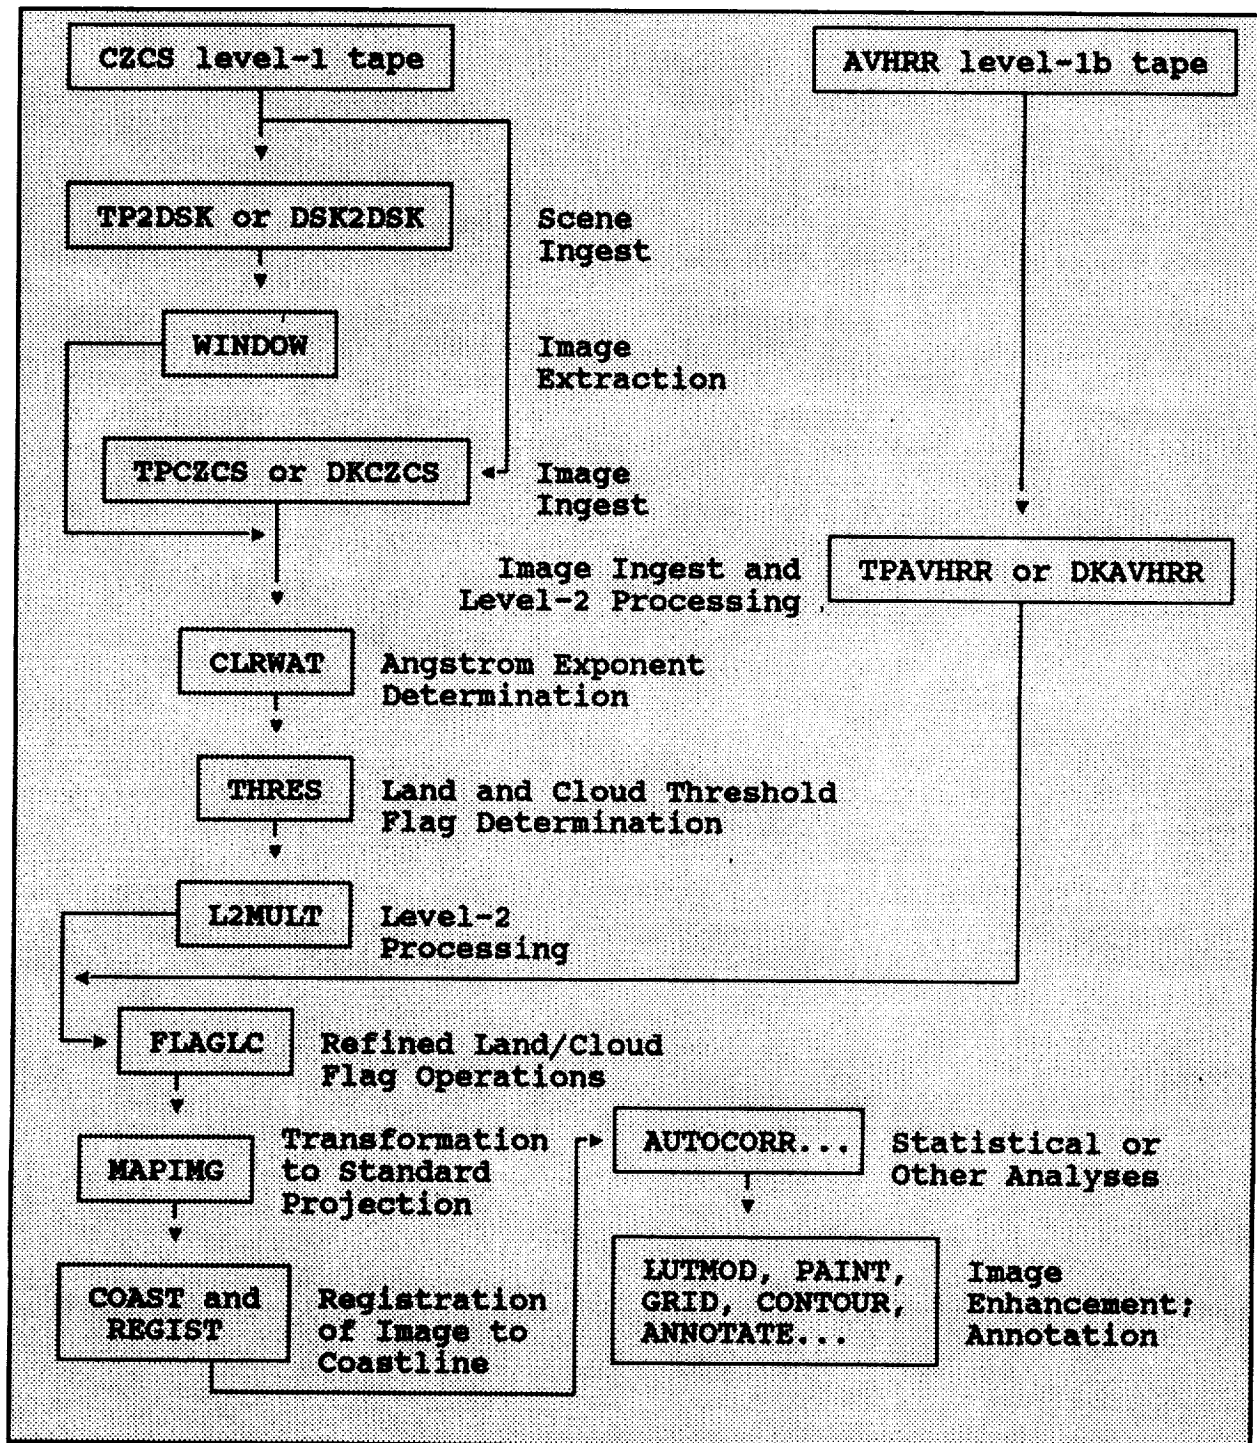 CZCS level-1 tape
AVHRR level-1b tape
TP2DSK or DSK2DSK
Scene
Ingest
WINDOW
Image
Extraction
TPCZCS or DKCZCS
Image
Ingest
Image Ingest and
Level-2 Processing
TPAVHRR or DKAVHRR
CLRWAT
Angstrom Exponent
Determination
THRES
Land and Cloud Threshold
Flag Determination
L2MULT
Level-2
Processing
FLAGLC
Refined Land/Cloud
Flag Operations
MAPIMG
Transformation
to Standard
Projection
AUTOCORR...
Statistical or
Other Analyses
COAST and
REGIST
Registration
of Image to
Coastline
LUTMOD, PAINT,
GRID, CONTOUR,
ANNOTATE...
Image
Enhancement;
Annotation